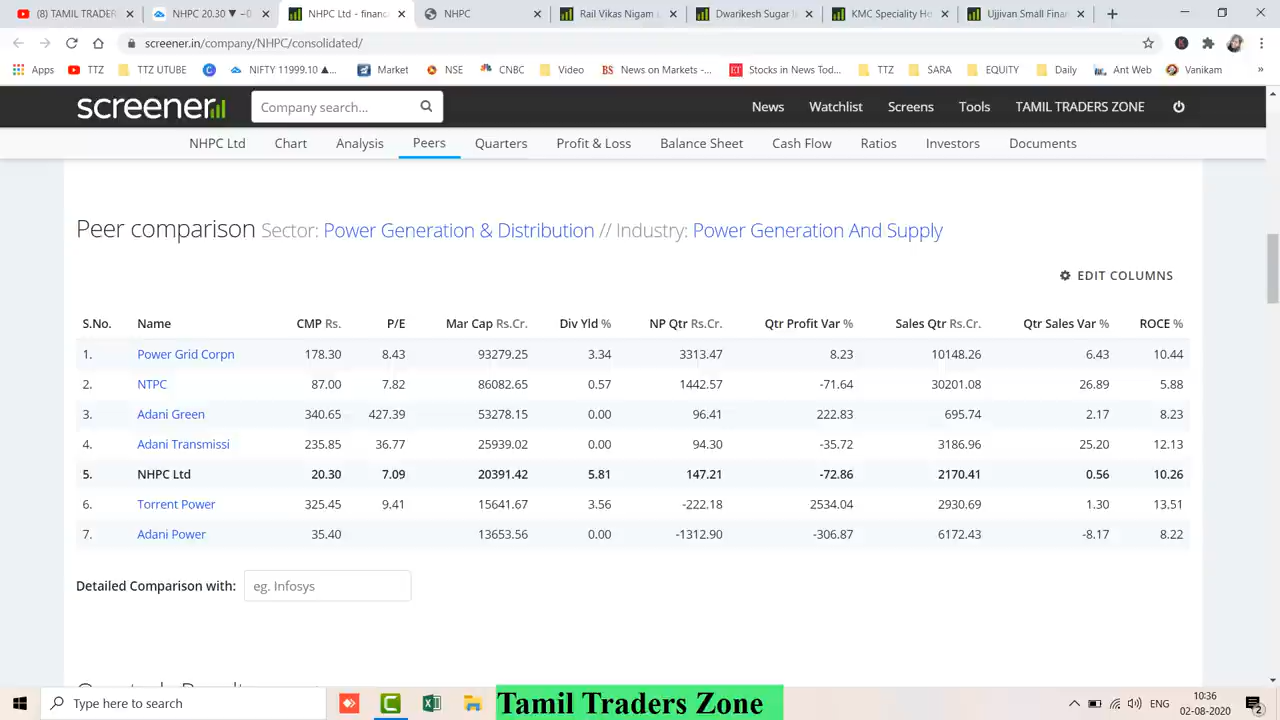 (8) TAMIL TRADERS
NHPC 20.30 ▼ −0
NHPC Ltd - financ
NHPC
Rail Vikas Nigam L
Dwarikesh Sugar I
KMC Speciality Ho
Ujjivan Small Finan
screener.in/company/NHPC/consolidated/
Apps
TTZ
TTZ UTUBE
NIFTY 11999.10 ▲...
Market
NSE
CNBC
Video
BS News on Markets -...
ET Stocks in News Tod...
TTZ
SARA
EQUITY
Daily
Ant Web
Vanikam
»
screener
Company search...
News Watchlist Screens Tools TAMIL TRADERS ZONE
NHPC Ltd Chart Analysis Peers Quarters Profit & Loss Balance Sheet Cash Flow Ratios Investors Documents
Peer comparison Sector: Power Generation & Distribution // Industry: Power Generation And Supply
EDIT COLUMNS
S.No. Name CMP Rs. P/E Mar Cap Rs.Cr. Div Yld % NP Qtr Rs.Cr. Qtr Profit Var % Sales Qtr Rs.Cr. Qtr Sales Var % ROCE %
1. Power Grid Corpn 178.30 8.43 93279.25 3.34 3313.47 8.23 10148.26 6.43 10.44
2. NTPC 87.00 7.82 86082.65 0.57 1442.57 -71.64 30201.08 26.89 5.88
3. Adani Green 340.65 427.39 53278.15 0.00 96.41 222.83 695.74 2.17 8.23
4. Adani Transmissi 235.85 36.77 25939.02 0.00 94.30 -35.72 3186.96 25.20 12.13
5. NHPC Ltd 20.30 7.09 20391.42 5.81 147.21 -72.86 2170.41 0.56 10.26
6. Torrent Power 325.45 9.41 15641.67 3.56 -222.18 2534.04 2930.69 1.30 13.51
7. Adani Power 35.40 13653.56 0.00 -1312.90 -306.87 6172.43 -8.17 8.22
Detailed Comparison with: eg. Infosys
Type here to search
Tamil Traders Zone
ENG
10:36
02-08-2020
2